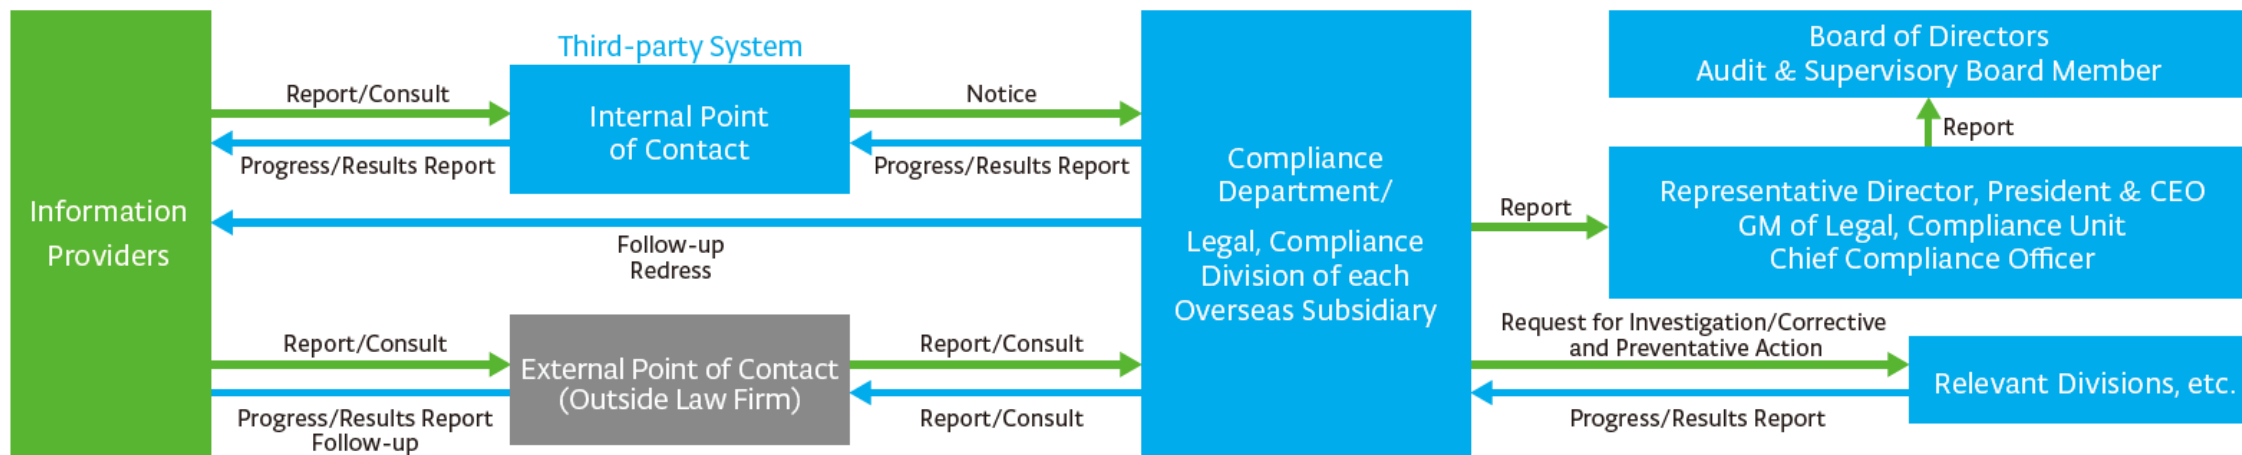 Information
Providers
Report/Consult
Progress/Results Report
Third-party System
Internal Point
of Contact
Notice
Progress/Results Report
Follow-up
Redress
Report/Consult
Progress/Results Report
Follow-up
External Point of Contact
(Outside Law Firm)
Report/Consult
Report/Consult
Compliance
Department/
Legal, Compliance
Division of each
Overseas Subsidiary
Report
Board of Directors
Audit & Supervisory Board Member
Report
Representative Director, President & CEO
GM of Legal, Compliance Unit
Chief Compliance Officer
Request for Investigation/Corrective
and Preventative Action
Progress/Results Report
Relevant Divisions, etc.